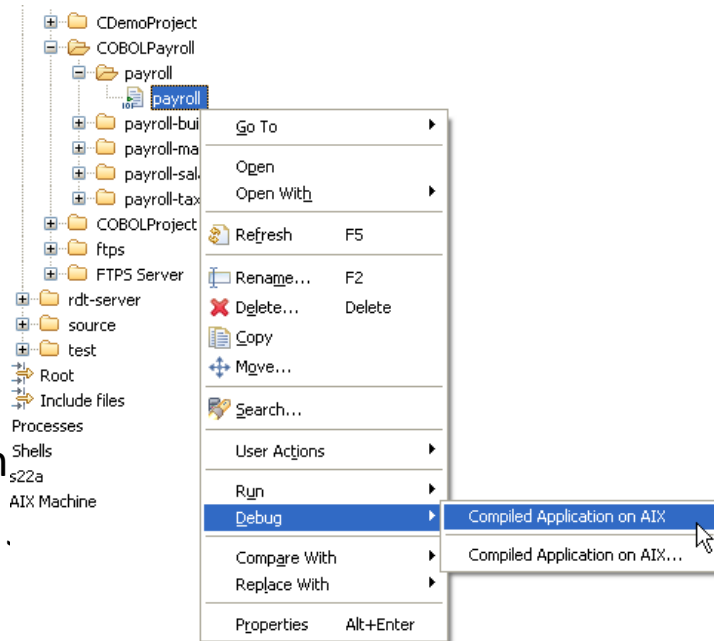 CDemoProject
COBOLPayroll
payroll
payroll
payroll-bui
payroll-ma
payroll-sal
payroll-tax
COBOLProject
ftps
FTPS Server
rdt-server
source
test
Root
Include files
Processes
Shells
s22a
AIX Machine
Go To
Open
Open With
Refresh F5
Rename... F2
Delete... Delete
Copy
Move...
Search...
User Actions
Run
Debug
Compare With
Replace With
Properties Alt+Enter
Compiled Application on AIX
Compiled Application on AIX...